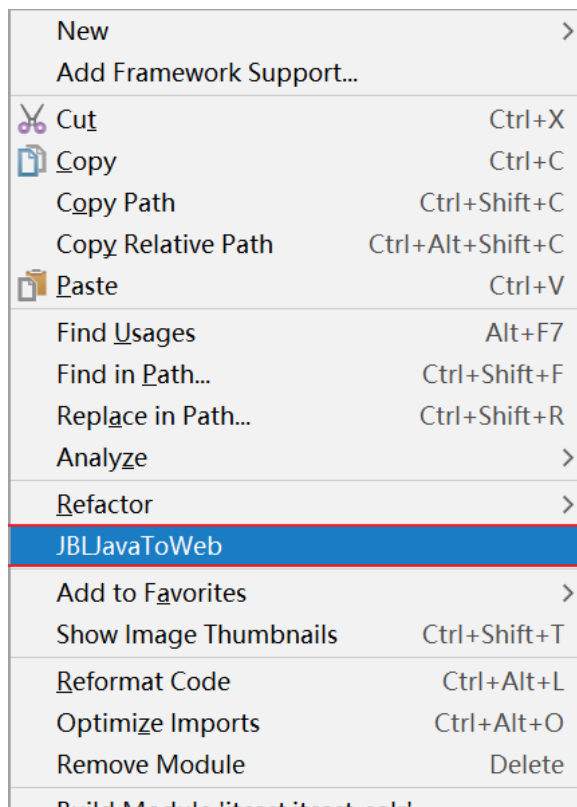 New
Add Framework Support...
Cut Ctrl+X
Copy Ctrl+C
Copy Path Ctrl+Shift+C
Copy Relative Path Ctrl+Alt+Shift+C
Paste Ctrl+V
Find Usages Alt+F7
Find in Path... Ctrl+Shift+F
Replace in Path... Ctrl+Shift+R
Analyze
Refactor
JBLJavaToWeb
Add to Favorites
Show Image Thumbnails Ctrl+Shift+T
Reformat Code Ctrl+Alt+L
Optimize Imports Ctrl+Alt+O
Remove Module Delete
Build Module